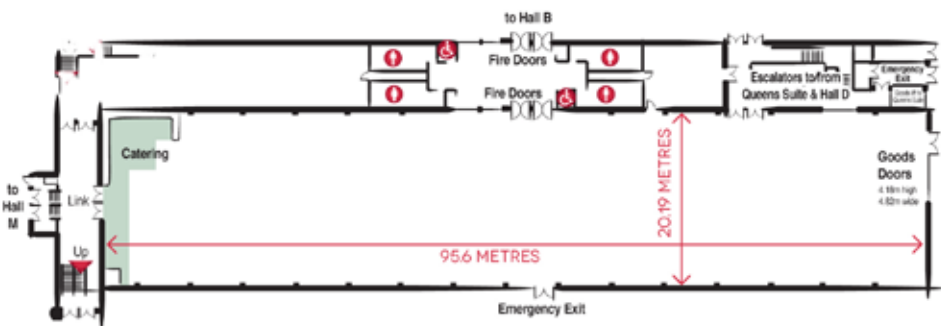 to Hall B
Fire Doors
Fire Doors
Escalators to/from
Queens Suite & Hall D
Emergency
Exit
Catering
Goods
Doors
4.18m high
4.82m wide
to
Hall
M
Link
Up
20.19 METRES
95.6 METRES
Emergency Exit